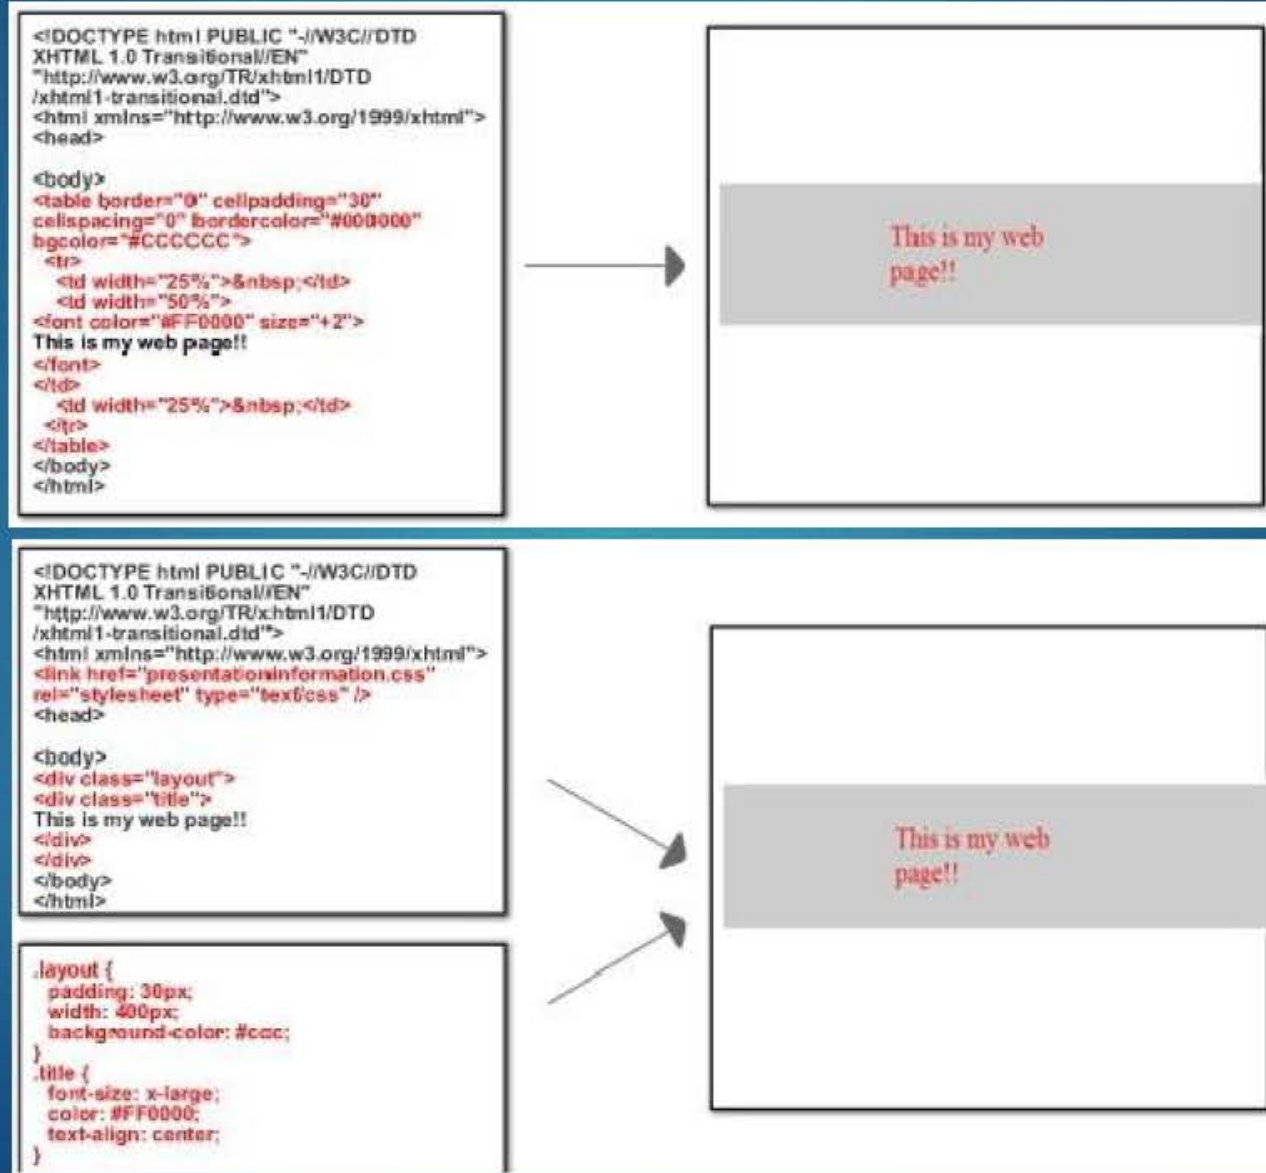 <!DOCTYPE html PUBLIC "-//W3C//DTD
XHTML 1.0 Transitional//EN"
"http://www.w3.org/TR/xhtml1/DTD
/xhtml1-transitional.dtd">
<html xmlns="http://www.w3.org/1999/xhtml">
<head>
<body>
<table border="0" cellpadding="30"
cellspacing="0" bordercolor="#000000"
bgcolor="#CCCCCC">
<tr>
<td width="25%">&nbsp;</td>
<td width="50%">
<font color="#FF0000" size="+2">
This is my web page!!
</font>
</td>
<td width="25%">&nbsp;</td>
</tr>
</table>
</body>
</html>
This is my web
page!!
<!DOCTYPE html PUBLIC "-//W3C//DTD
XHTML 1.0 Transitional//EN"
"http://www.w3.org/TR/xhtml1/DTD
/xhtml1-transitional.dtd">
<html xmlns="http://www.w3.org/1999/xhtml">
<link href="presentationinformation.css"
rel="stylesheet" type="text/css" />
<head>
<body>
<div class="layout">
<div class="title">
This is my web page!!
</div>
</div>
</body>
</html>
.layout {
padding: 30px;
width: 400px;
background-color: #ccc;
}
.title {
font-size: x-large;
color: #FF0000;
text-align: center;
}
This is my web
page!!